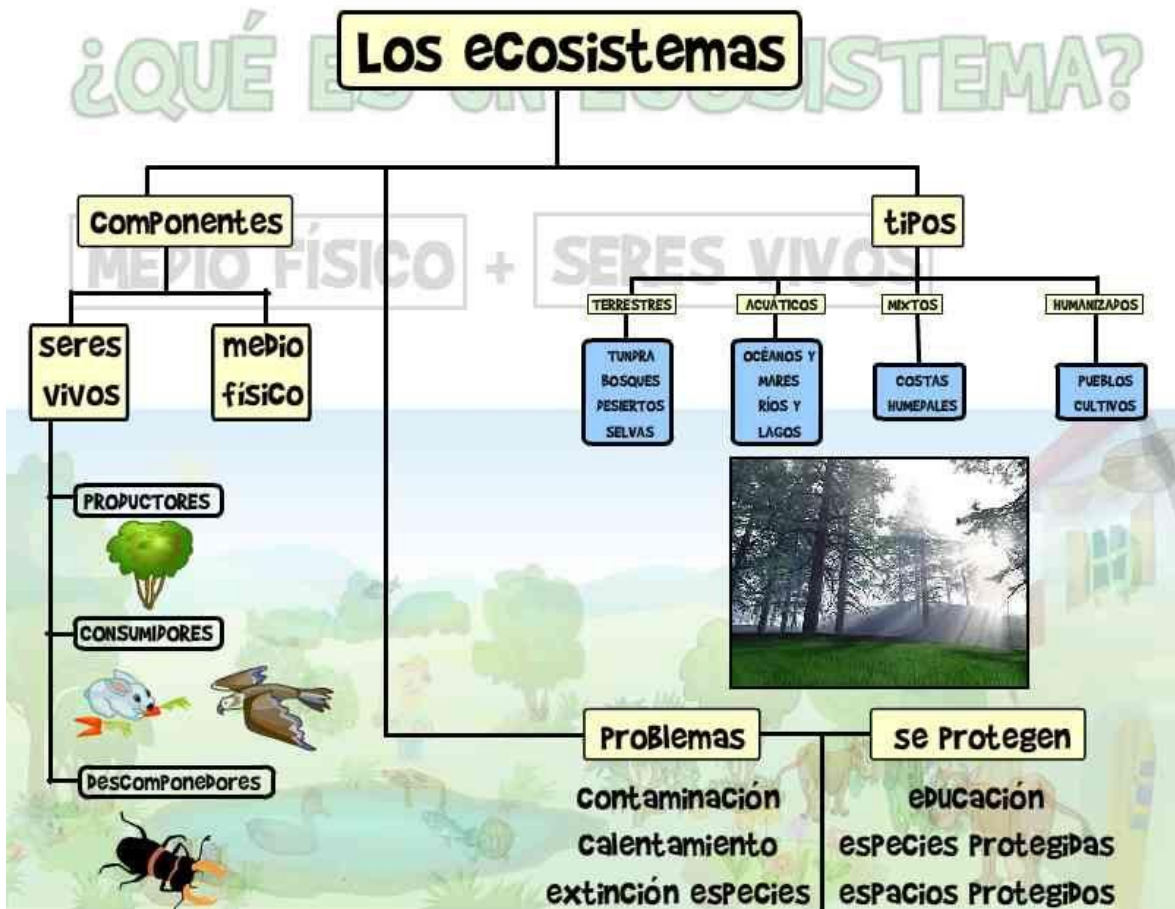 ¿QUÉ ES UN ECOSISTEMA?
Los ecosistemas
componentes
tipos
MEDIO FÍSICO + SERES VIVOS
TERRESTRES
ACUÁTICOS
MIXTOS
HUMANIZADOS
seres
vivos
medio
físico
TUNDRA
BOSQUES
DESIERTOS
SELVAS
OCÉANOS Y
MARES
RÍOS Y
LAGOS
COSTAS
HUMEDALES
PUEBLOS
CULTIVOS
PRODUCTORES
CONSUMIDORES
DESCOMPONEDORES
PROBLEMAS
contaminación
calentamiento
extinción especies
se protegen
educación
especies protegidas
espacios protegidos